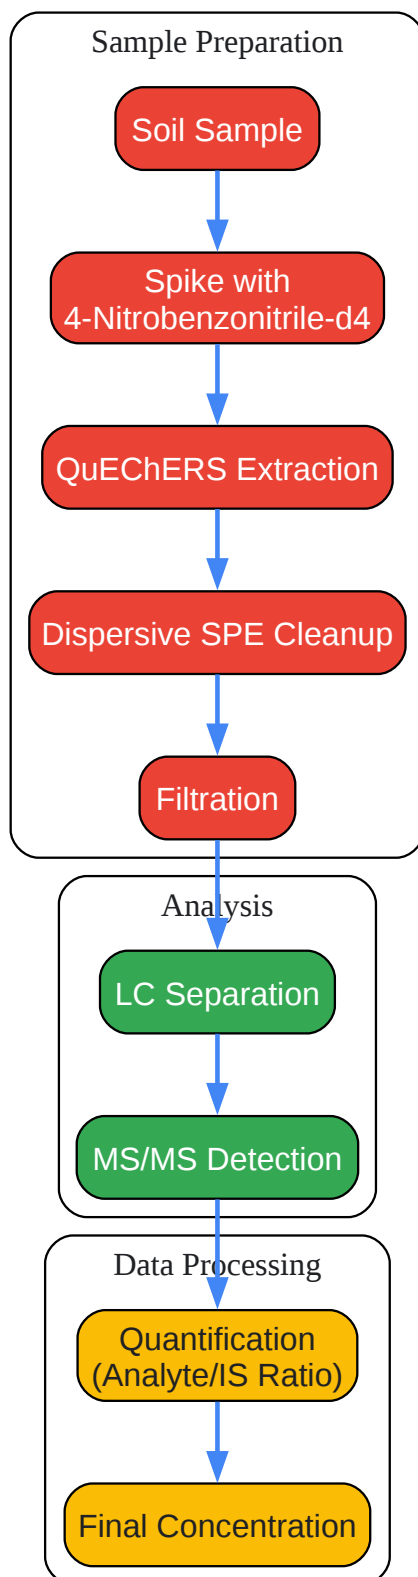 Sample Preparation
Soil Sample
Spike with
4-Nitrobenzonitrile-d4
QuEChERS Extraction
Dispersive SPE Cleanup
Filtration
Analysis
LC Separation
MS/MS Detection
Data Processing
Quantification
(Analyte/IS Ratio)
Final Concentration